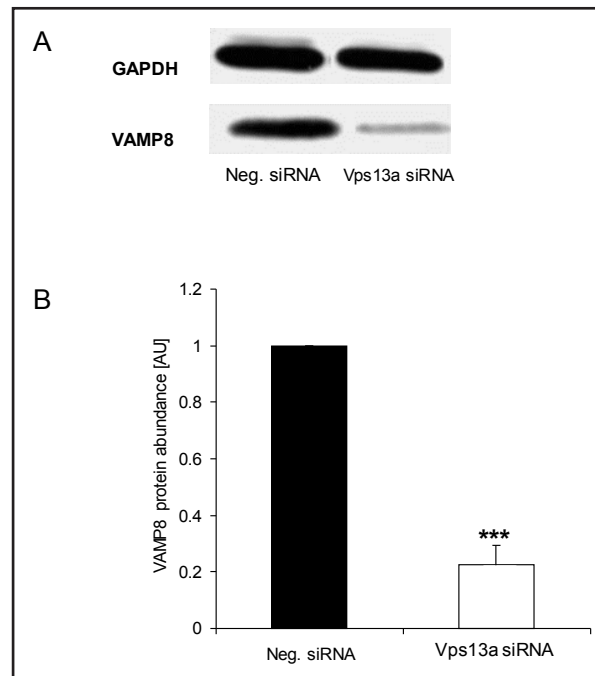 A
GAPDH
VAMP8
Neg. siRNA Vps13a siRNA
B
VAMP8 protein abundance [AU]
1.2
1
0.8
0.6
0.4
0.2
0
***
Neg. siRNA Vps13a siRNA